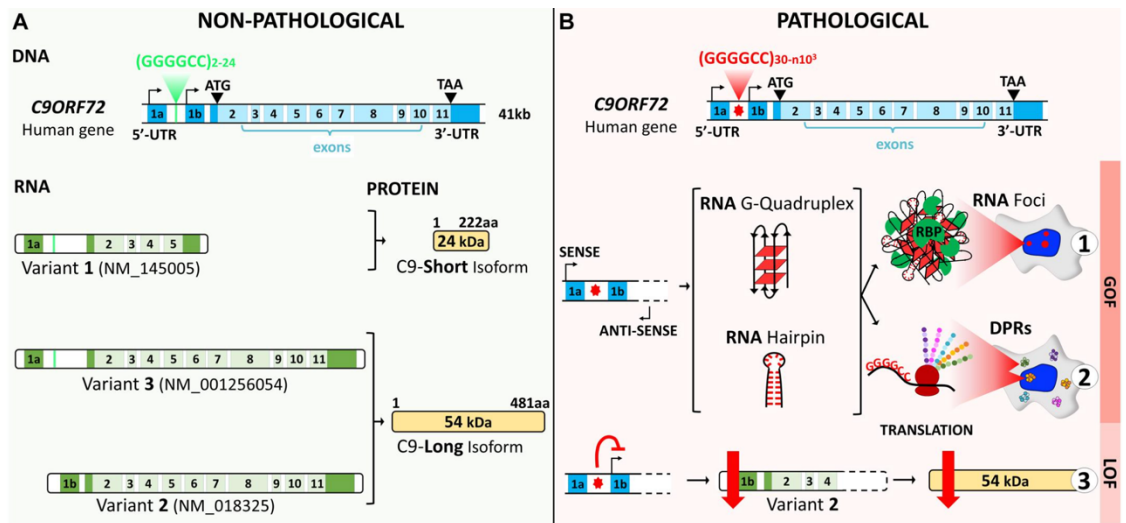 A NON-PATHOLOGICAL
DNA
(GGGGCC)2-24
ATG
TAA
C9ORF72
Human gene
1a 1b 2 3 4 5 6 7 8 9 10 11
41kb
5'-UTR
3'-UTR
exons
RNA
PROTEIN
1a 2 3 4 5
Variant 1 (NM_145005)
1 222aa
24 kDa
C9-Short Isoform
1a 2 3 4 5 6 7 8 9 10 11
Variant 3 (NM_001256054)
1 481aa
54 kDa
C9-Long Isoform
1b 2 3 4 5 6 7 8 9 10 11
Variant 2 (NM_018325)
B PATHOLOGICAL
(GGGGCC)30-n10³
ATG
TAA
C9ORF72
Human gene
1a 1b 2 3 4 5 6 7 8 9 10 11
5'-UTR
3'-UTR
exons
SENSE
1a 1b
ANTI-SENSE
RNA G-Quadruplex
RNA Hairpin
RBP
RNA Foci
1
GGGGCC
DPRs
2
TRANSLATION
GOF
1a 1b
1b 2 3 4
Variant 2
54 kDa
3
LOF